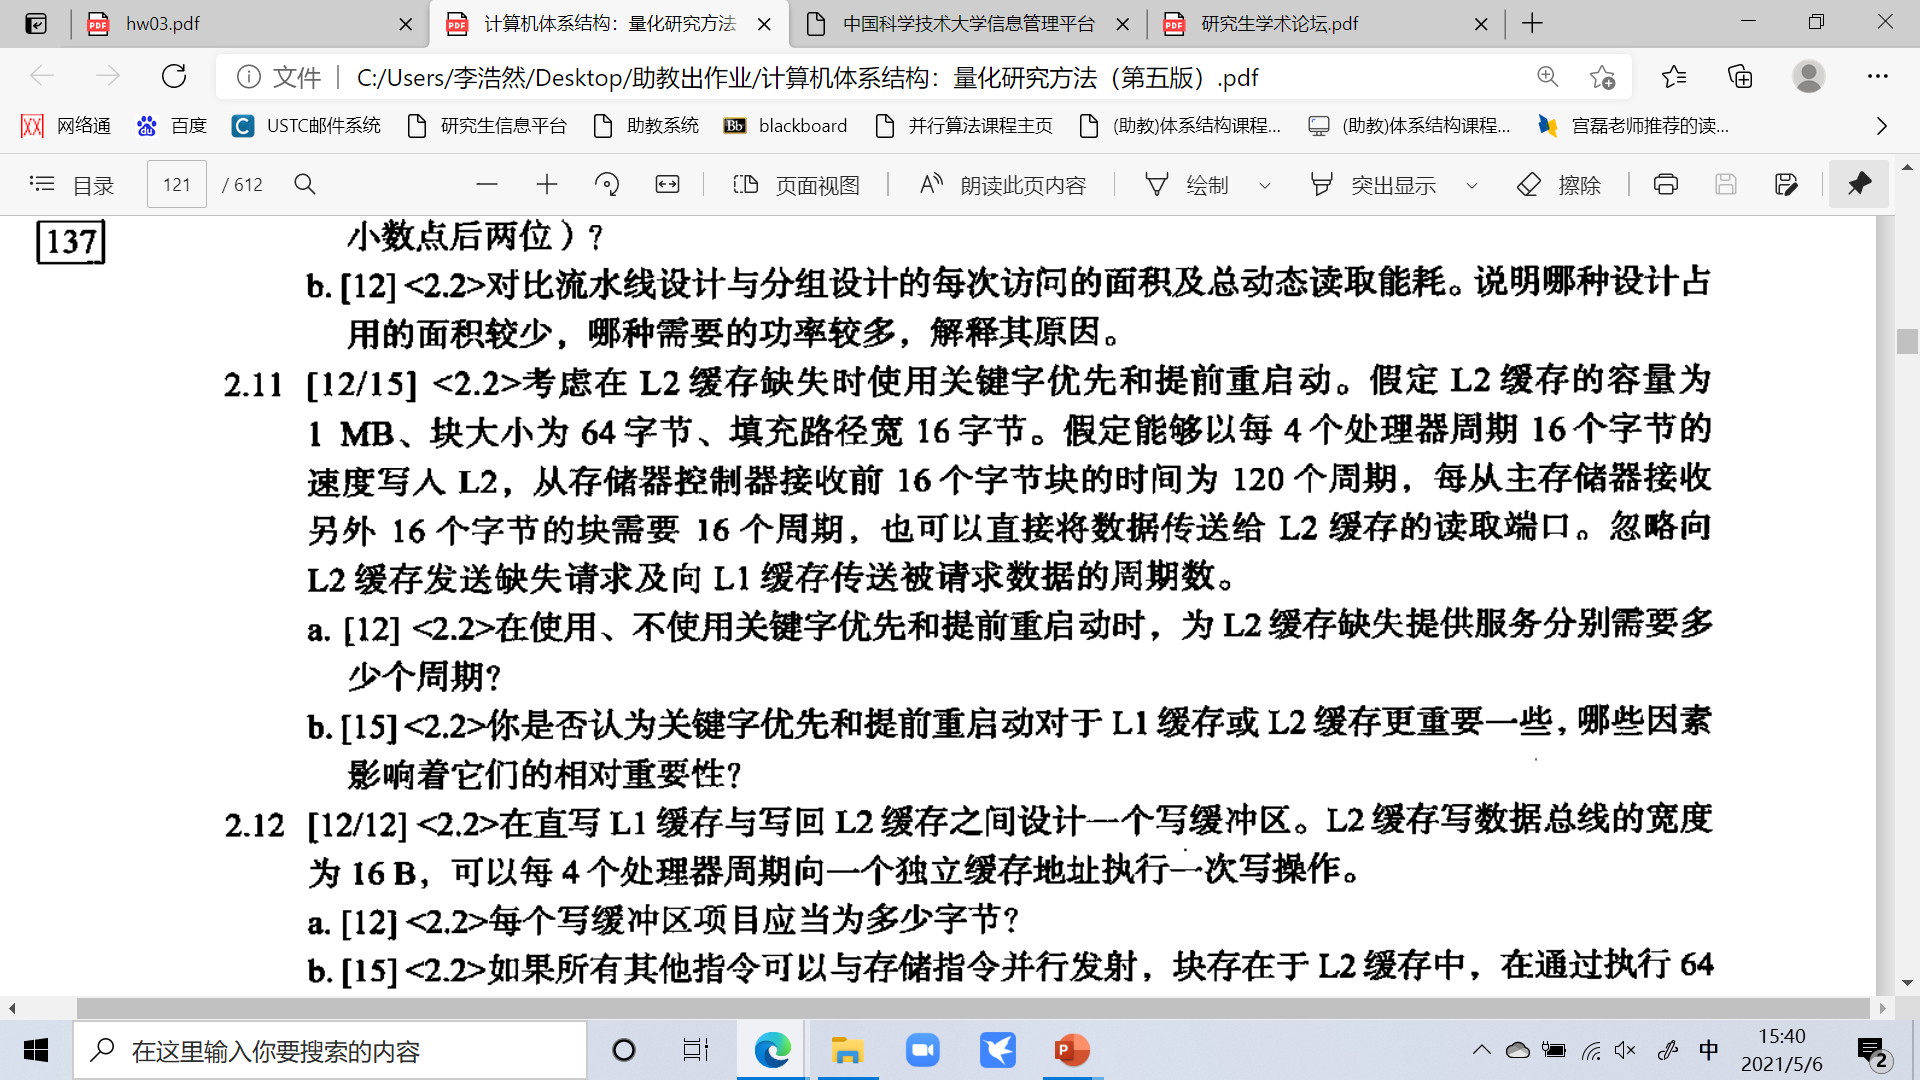 hw03.pdf
计算机体系结构：量化研究方法
中国科学技术大学信息管理平台
研究生学术论坛.pdf
文件
C:/Users/李浩然/Desktop/助教出作业/计算机体系结构：量化研究方法（第五版）.pdf
网络通
百度
USTC邮件系统
研究生信息平台
助教系统
Bb blackboard
并行算法课程主页
(助教)体系结构课程...
(助教)体系结构课程...
宫磊老师推荐的读...
目录
121
/ 612
页面视图
朗读此页内容
绘制
突出显示
擦除
137
小数点后两位）?
b. [12] <2.2>对比流水线设计与分组设计的每次访问的面积及总动态读取能耗。说明哪种设计占
用的面积较少，哪种需要的功率较多，解释其原因。
2.11 [12/15] <2.2>考虑在 L2 缓存缺失时使用关键字优先和提前重启动。假定 L2 缓存的容量为
1 MB、块大小为 64 字节、填充路径宽 16 字节。假定能够以每 4 个处理器周期 16 个字节的
速度写人 L2，从存储器控制器接收前 16 个字节块的时间为 120 个周期，每从主存储器接收
另外 16 个字节的块需要 16 个周期，也可以直接将数据传送给 L2 缓存的读取端口。忽略向
L2 缓存发送缺失请求及向 L1 缓存传送被请求数据的周期数。
a. [12] <2.2>在使用、不使用关键字优先和提前重启动时，为 L2 缓存缺失提供服务分别需要多
少个周期?
b. [15] <2.2>你是否认为关键字优先和提前重启动对于 L1 缓存或 L2 缓存更重要一些，哪些因素
影响着它们的相对重要性?
2.12 [12/12] <2.2>在直写 L1 缓存与写回 L2 缓存之间设计一个写缓冲区。L2 缓存写数据总线的宽度
为 16 B，可以每 4 个处理器周期向一个独立缓存地址执行一次写操作。
a. [12] <2.2>每个写缓冲区项目应当为多少字节?
b. [15] <2.2>如果所有其他指令可以与存储指令并行发射，块存在于 L2 缓存中，在通过执行 64
在这里输入你要搜索的内容
中
15:40
2021/5/6
2